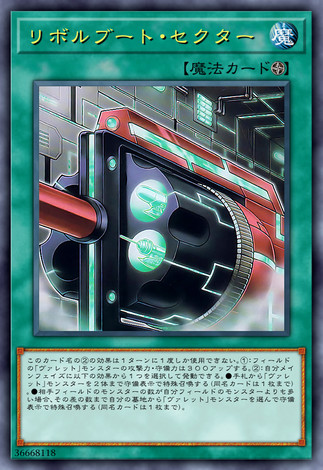 リボルブート・セクター
魔
【魔法カード】
このカード名の②の効果は1ターンに1度しか使用できない。①:フィールド
の「ヴァレット」モンスターの攻撃力・守備力は300アップする。②:自分メイ
ンフェイズに以下の効果から1つを選択して発動できる。●手札から「ヴァレ
ット」モンスターを2体まで守備表示で特殊召喚する(同名カードは1枚ま
で)。●相手フィールドのモンスターの数が自分フィールドのモンスターよりも多
い場合、その差の数まで自分の墓地から「ヴァレット」モンスターを選んで守備
表示で特殊召喚する(同名カードは1枚まで)。
36668118